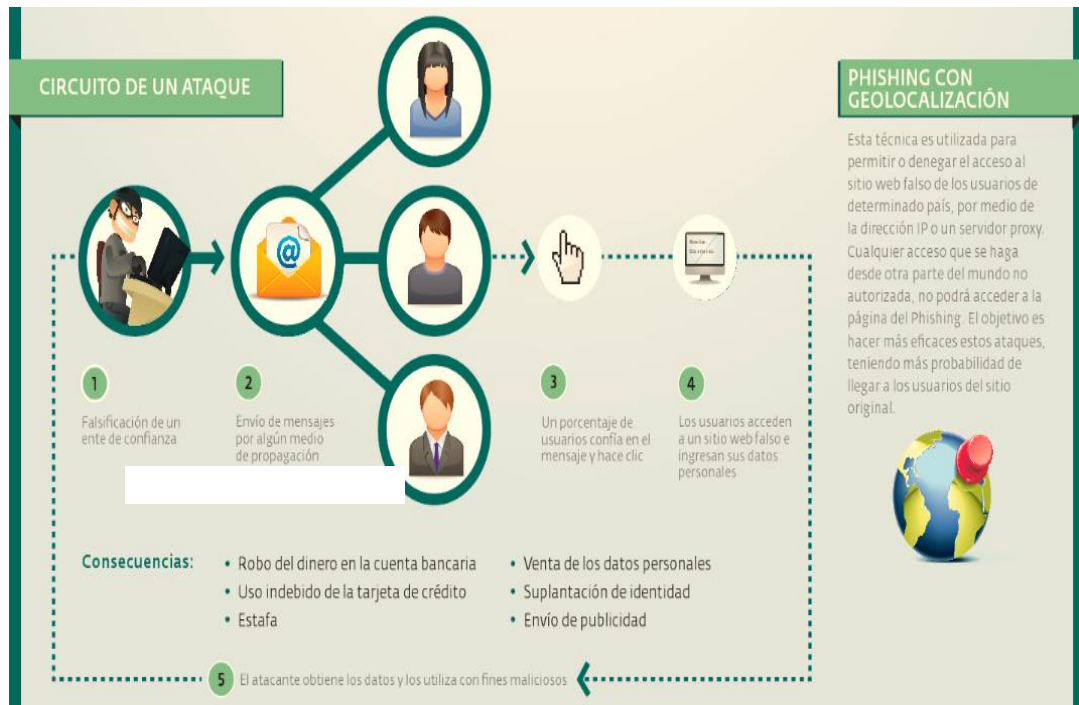 CIRCUITO DE UN ATAQUE
1
Falsificación de un
ente de confianza
2
Envío de mensajes
por algún medio
de propagación
3
Un porcentaje de
usuarios confía en el
mensaje y hace clic
4
Los usuarios acceden
a un sitio web falso e
ingresan sus datos
personales
Consecuencias:
• Robo del dinero en la cuenta bancaria
• Uso indebido de la tarjeta de crédito
• Estafa
• Venta de los datos personales
• Suplantación de identidad
• Envío de publicidad
5 El atacante obtiene los datos y los utiliza con fines maliciosos
PHISHING CON
GEOLOCALIZACIÓN
Esta técnica es utilizada para
permitir o denegar el acceso al
sitio web falso de los usuarios de
determinado país, por medio de
la dirección IP o un servidor proxy.
Cualquier acceso que se haga
desde otra parte del mundo no
autorizada, no podrá acceder a la
página del Phishing. El objetivo es
hacer más eficaces estos ataques,
teniendo más probabilidad de
llegar a los usuarios del sitio
original.
@